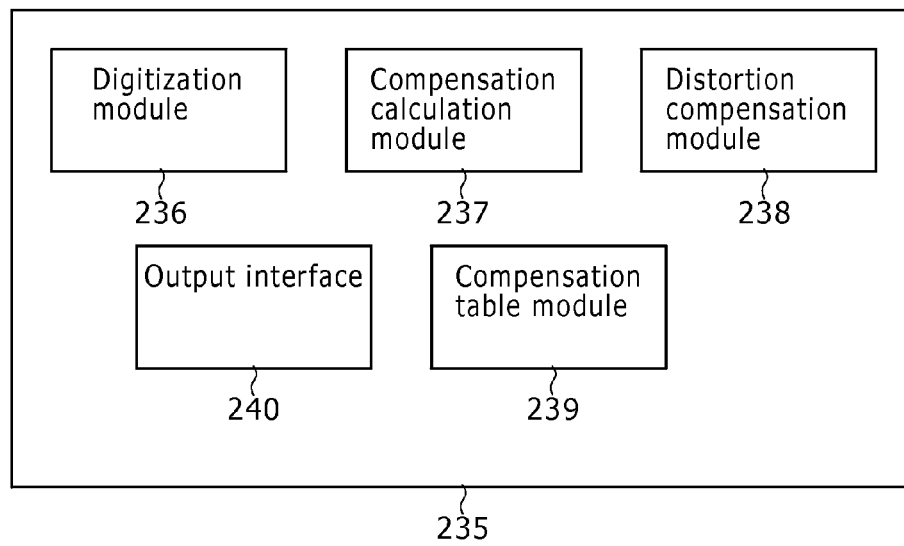 Digitization
module
236
Compensation
calculation
module
237
Distortion
compensation
module
238
Output interface
240
Compensation
table module
239
235